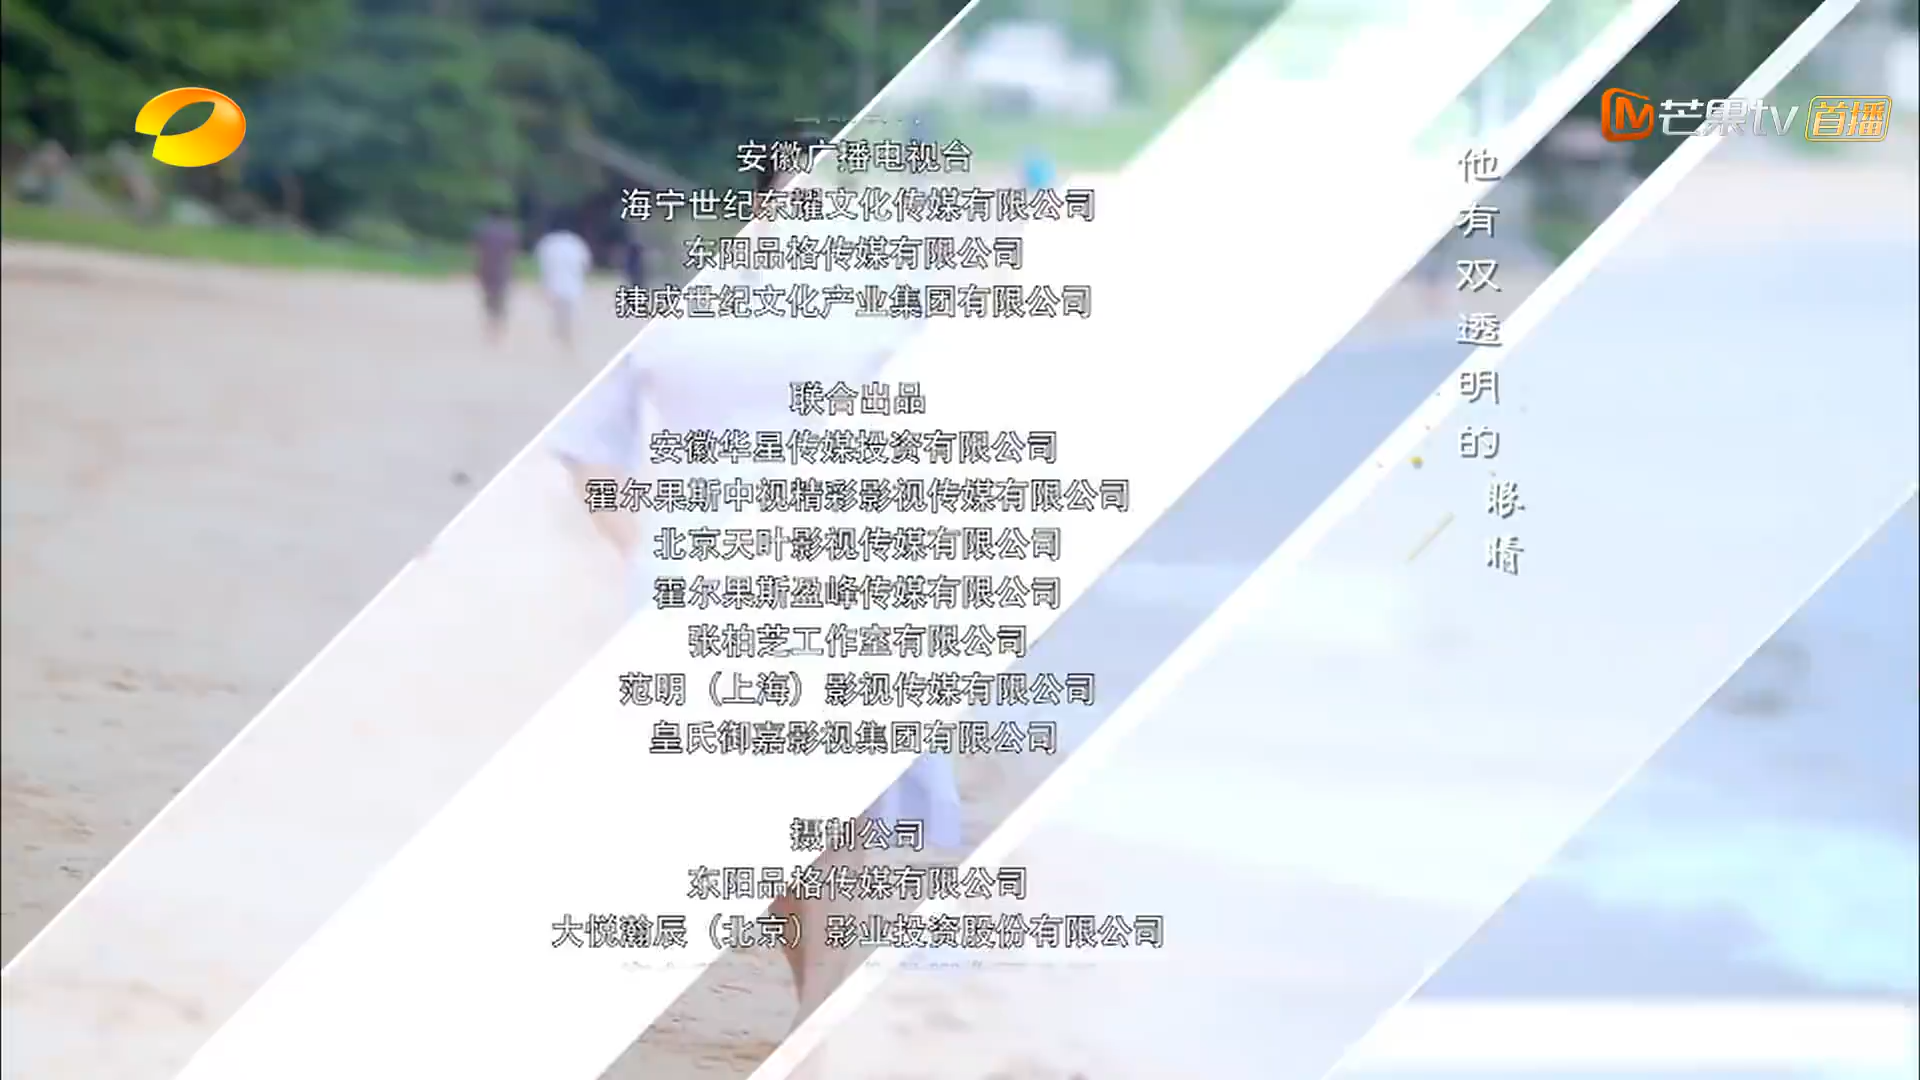 芒果tv 首播
安徽广播电视台
海宁世纪东耀文化传媒有限公司
东阳品格传媒有限公司
捷成世纪文化产业集团有限公司
联合出品
安徽华星传媒投资有限公司
霍尔果斯中视精彩影视传媒有限公司
北京天叶影视传媒有限公司
霍尔果斯盈峰传媒有限公司
张柏芝工作室有限公司
范明（上海）影视传媒有限公司
皇氏御嘉影视集团有限公司
摄制公司
东阳品格传媒有限公司
大悦瀚辰（北京）影业投资股份有限公司
他有双透明的
眼睛